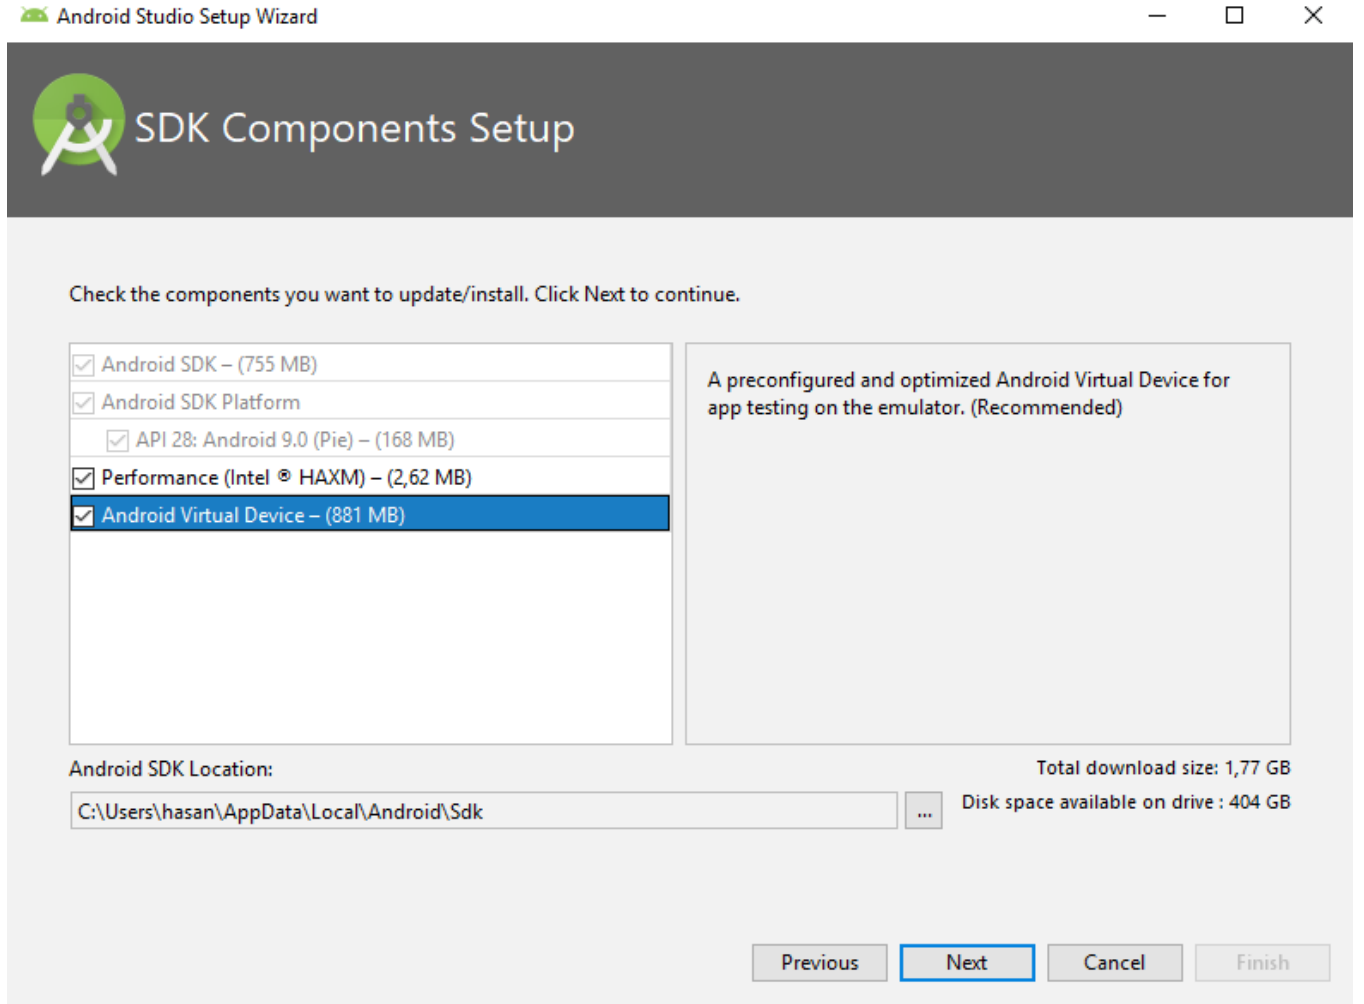 Android Studio Setup Wizard
SDK Components Setup
Check the components you want to update/install. Click Next to continue.
Android SDK – (755 MB)
Android SDK Platform
API 28: Android 9.0 (Pie) – (168 MB)
Performance (Intel ® HAXM) – (2,62 MB)
Android Virtual Device – (881 MB)
A preconfigured and optimized Android Virtual Device for
app testing on the emulator. (Recommended)
Android SDK Location:
C:\Users\hasan\AppData\Local\Android\Sdk
...
Total download size: 1,77 GB
Disk space available on drive : 404 GB
Previous
Next
Cancel
Finish